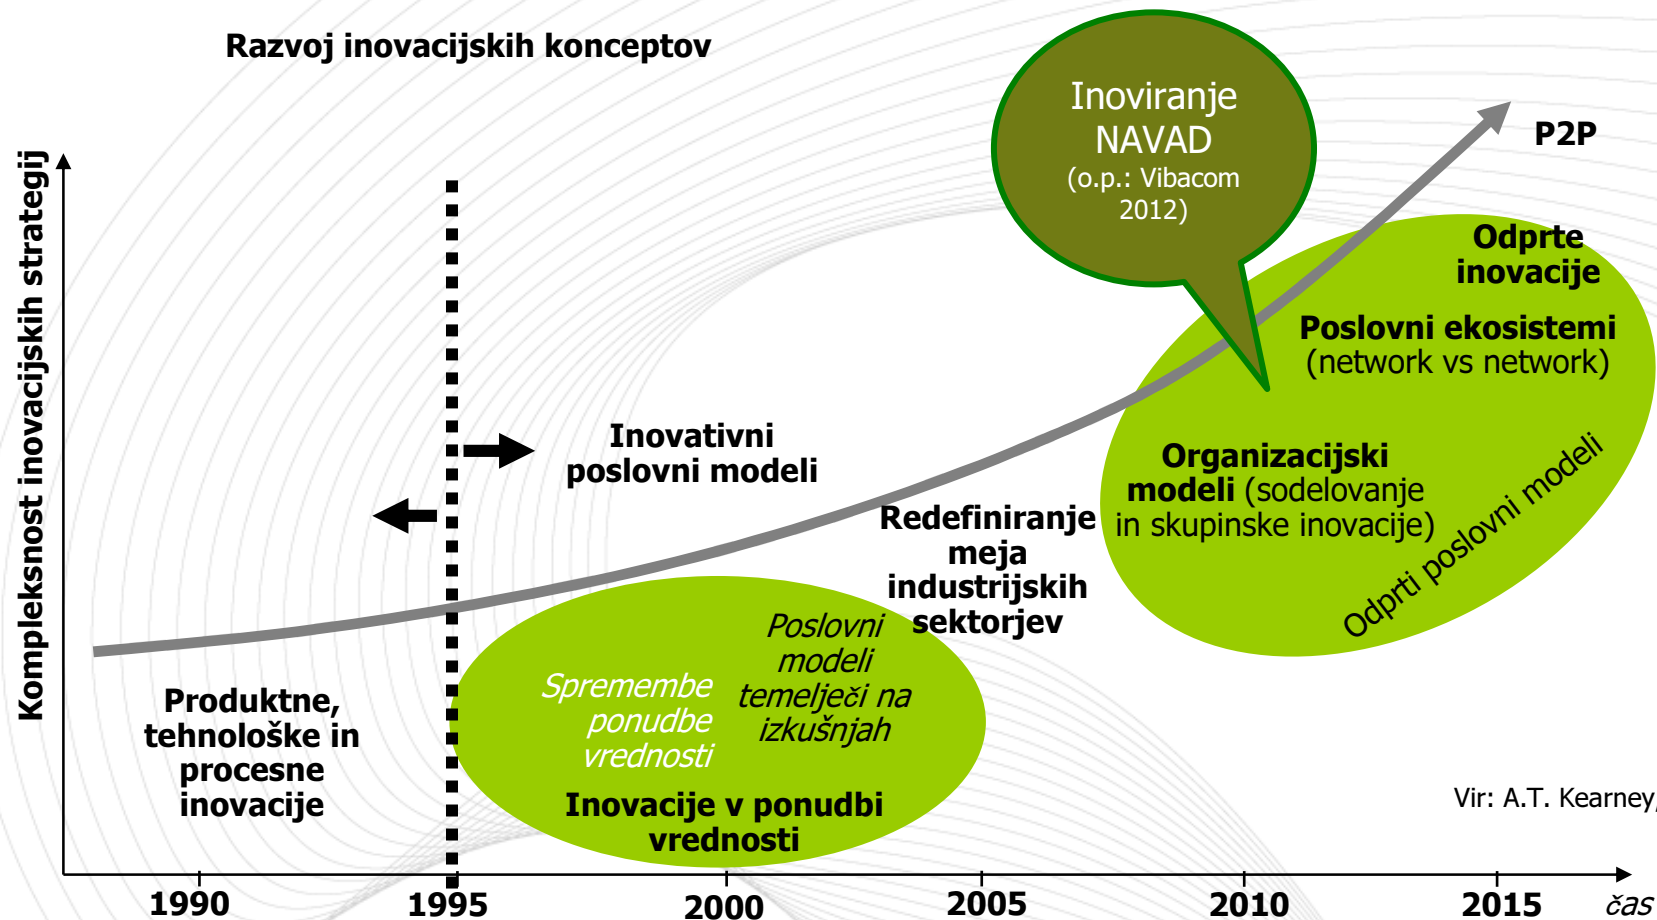 Razvoj inovacijskih konceptov
Kompleksnost inovacijskih strategij
Inoviranje
NAVAD
(o.p.: Vibacom
2012)
P2P
Odprte
inovacije
Poslovni ekosistemi
(network vs network)
Organizacijski
modeli (sodelovanje
in skupinske inovacije)
Odprti poslovni modeli
Inovativni
poslovni modeli
Redefiniranje
meja
industrijskih
sektorjev
Poslovni
modeli
temelječi na
izkušnjah
Spremembe
ponudbe
vrednosti
Inovacije v ponudbi
vrednosti
Produktne,
tehnološke in
procesne
inovacije
Vir: A.T. Kearney,
1990 1995 2000 2005 2010 2015 čas